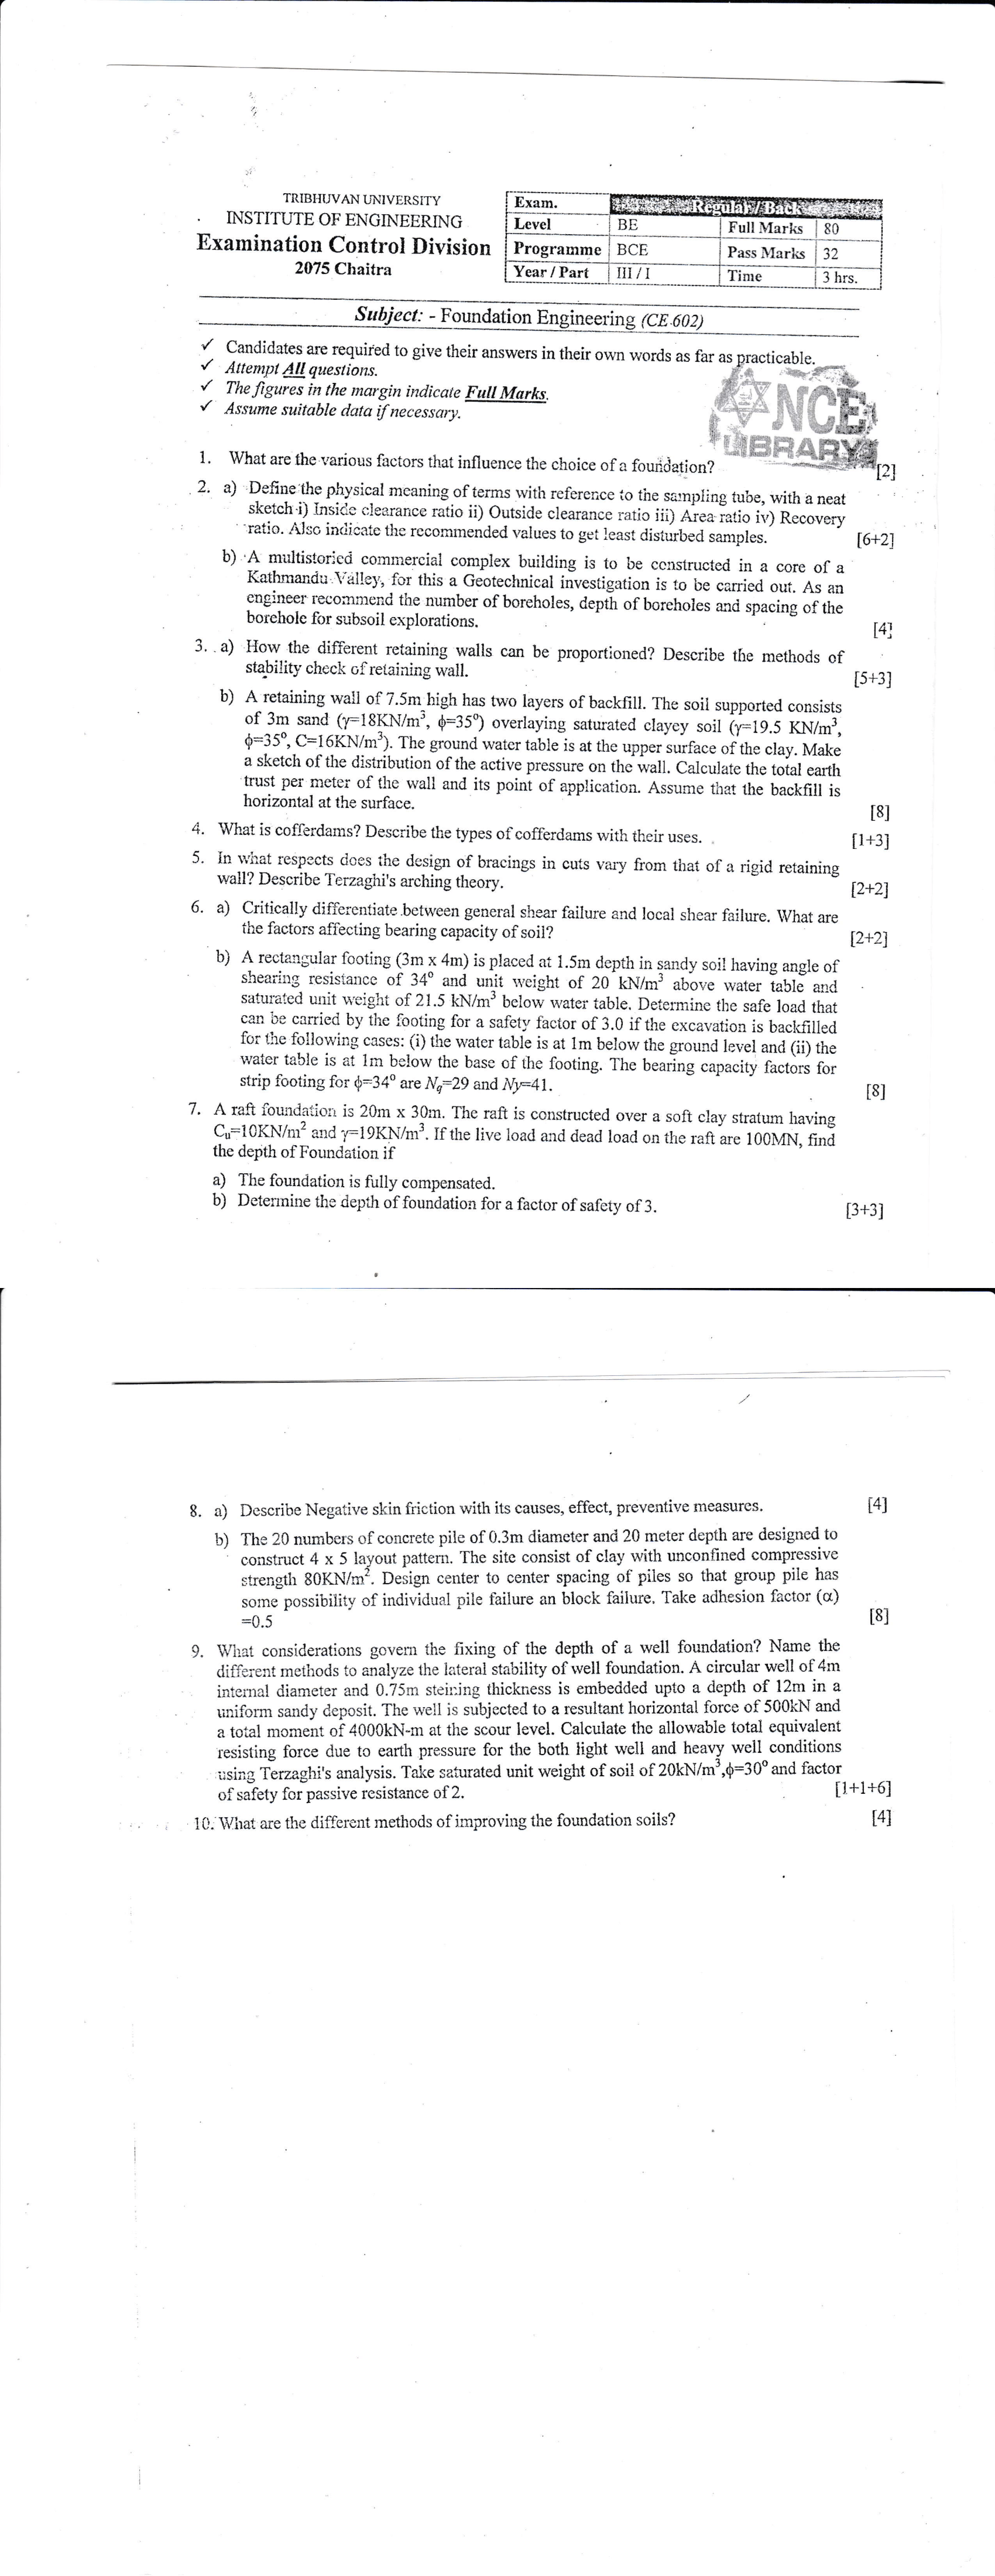 TRIBHUVAN UNIVERSITY
INSTITUTE OF ENGINEERING
Examination Control Division
2075 Chaitra
Exam. Regular / Back
Level BE Full Marks 80
Programme BCE Pass Marks 32
Year / Part III / I Time 3 hrs.
Subject: - Foundation Engineering (CE 602)
✓ Candidates are required to give their answers in their own words as far as practicable.
✓ Attempt All questions.
✓ The figures in the margin indicate Full Marks.
✓ Assume suitable data if necessary.
NCE
LIBRARY
1. What are the various factors that influence the choice of a foundation? [2]
2. a) Define the physical meaning of terms with reference to the sampling tube, with a neat
sketch i) Inside clearance ratio ii) Outside clearance ratio iii) Area ratio iv) Recovery
ratio. Also indicate the recommended values to get least disturbed samples. [6+2]
b) A multistoried commercial complex building is to be constructed in a core of a
Kathmandu Valley, for this a Geotechnical investigation is to be carried out. As an
engineer recommend the number of boreholes, depth of boreholes and spacing of the
borehole for subsoil explorations. [4]
3. a) How the different retaining walls can be proportioned? Describe the methods of
stability check of retaining wall. [5+3]
b) A retaining wall of 7.5m high has two layers of backfill. The soil supported consists
of 3m sand (γ=18KN/m³, ϕ=35°) overlaying saturated clayey soil (γ=19.5 KN/m³,
ϕ=35°, C=16KN/m³). The ground water table is at the upper surface of the clay. Make
a sketch of the distribution of the active pressure on the wall. Calculate the total earth
trust per meter of the wall and its point of application. Assume that the backfill is
horizontal at the surface. [8]
4. What is cofferdams? Describe the types of cofferdams with their uses. [1+3]
5. In what respects does the design of bracings in cuts vary from that of a rigid retaining
wall? Describe Terzaghi's arching theory. [2+2]
6. a) Critically differentiate between general shear failure and local shear failure. What are
the factors affecting bearing capacity of soil? [2+2]
b) A rectangular footing (3m x 4m) is placed at 1.5m depth in sandy soil having angle of
shearing resistance of 34° and unit weight of 20 kN/m³ above water table and
saturated unit weight of 21.5 kN/m³ below water table. Determine the safe load that
can be carried by the footing for a safety factor of 3.0 if the excavation is backfilled
for the following cases: (i) the water table is at 1m below the ground level and (ii) the
water table is at 1m below the base of the footing. The bearing capacity factors for
strip footing for ϕ=34° are Nq=29 and Nγ=41. [8]
7. A raft foundation is 20m x 30m. The raft is constructed over a soft clay stratum having
Cu=10KN/m² and γ=19KN/m³. If the live load and dead load on the raft are 100MN, find
the depth of Foundation if
a) The foundation is fully compensated.
b) Determine the depth of foundation for a factor of safety of 3. [3+3]
8. a) Describe Negative skin friction with its causes, effect, preventive measures. [4]
b) The 20 numbers of concrete pile of 0.3m diameter and 20 meter depth are designed to
construct 4 x 5 layout pattern. The site consist of clay with unconfined compressive
strength 80KN/m². Design center to center spacing of piles so that group pile has
some possibility of individual pile failure an block failure. Take adhesion factor (α)
=0.5 [8]
9. What considerations govern the fixing of the depth of a well foundation? Name the
different methods to analyze the lateral stability of well foundation. A circular well of 4m
internal diameter and 0.75m steining thickness is embedded upto a depth of 12m in a
uniform sandy deposit. The well is subjected to a resultant horizontal force of 500kN and
a total moment of 4000kN-m at the scour level. Calculate the allowable total equivalent
resisting force due to earth pressure for the both light well and heavy well conditions
using Terzaghi's analysis. Take saturated unit weight of soil of 20kN/m³,ϕ=30° and factor
of safety for passive resistance of 2. [1+1+6]
10. What are the different methods of improving the foundation soils? [4]